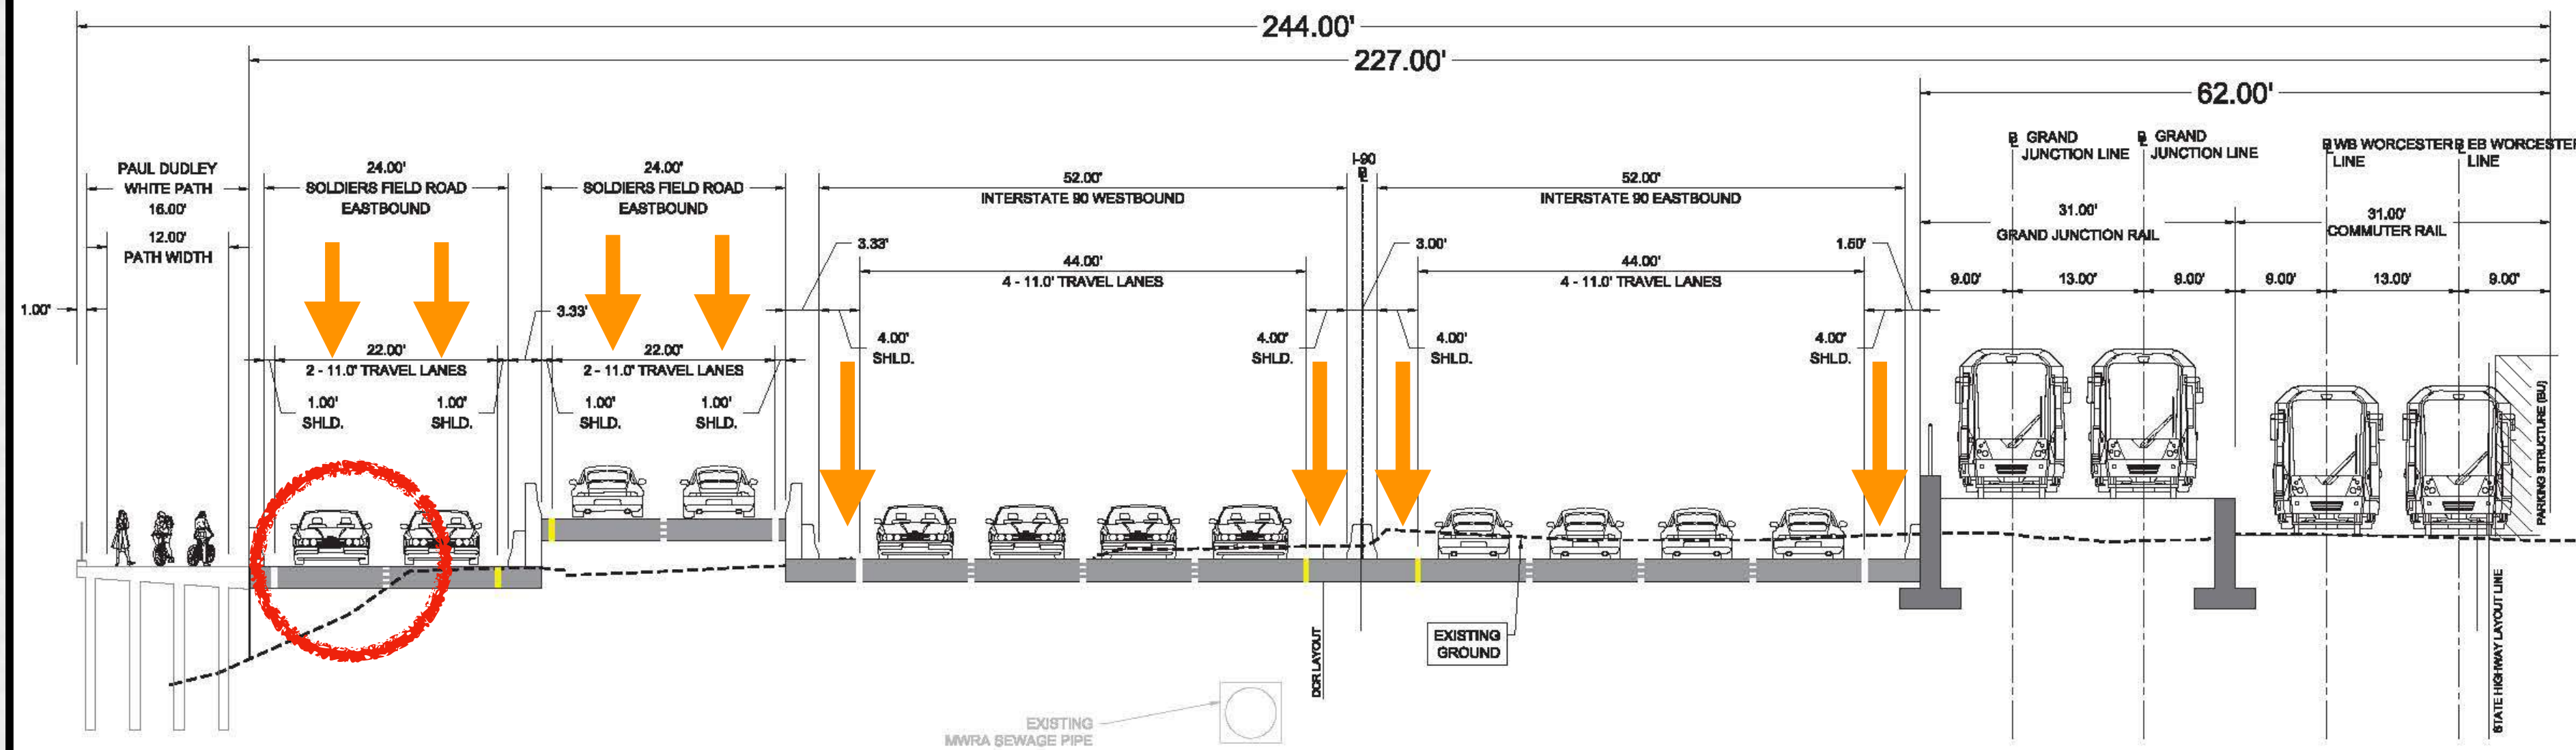 244.00'
227.00'
62.00'
PAUL DUDLEY
WHITE PATH
16.00'
12.00'
PATH WIDTH
1.00'
24.00'
SOLDIERS FIELD ROAD
EASTBOUND
22.00'
2 - 11.0' TRAVEL LANES
1.00'
SHLD.
1.00'
SHLD.
3.33'
24.00'
SOLDIERS FIELD ROAD
EASTBOUND
22.00'
2 - 11.0' TRAVEL LANES
1.00'
SHLD.
1.00'
SHLD.
3.33'
52.00'
INTERSTATE 90 WESTBOUND
44.00'
4 - 11.0' TRAVEL LANES
4.00'
SHLD.
4.00'
SHLD.
I-90
3.00'
52.00'
INTERSTATE 90 EASTBOUND
44.00'
4 - 11.0' TRAVEL LANES
4.00'
SHLD.
4.00'
SHLD.
1.50'
GRAND
JUNCTION LINE
GRAND
JUNCTION LINE
WB WORCESTER
LINE
EB WORCESTER
LINE
31.00'
GRAND JUNCTION RAIL
31.00'
COMMUTER RAIL
9.00'
13.00'
9.00'
9.00'
13.00'
9.00'
PARKING STRUCTURE (BU)
STATE HIGHWAY LAYOUT LINE
DCR LAYOUT
EXISTING
GROUND
EXISTING
MWRA SEWAGE PIPE